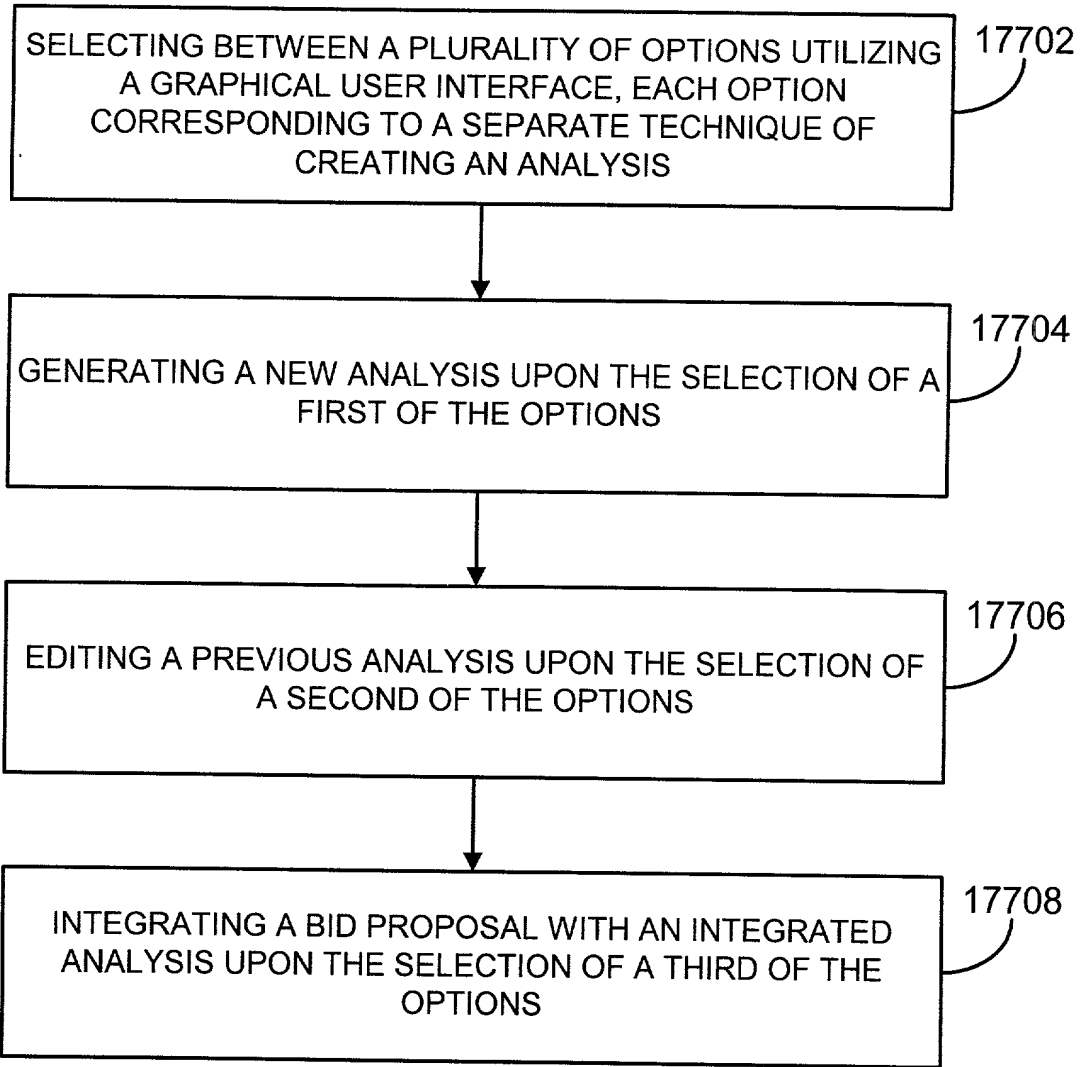 SELECTING BETWEEN A PLURALITY OF OPTIONS UTILIZING
A GRAPHICAL USER INTERFACE, EACH OPTION
CORRESPONDING TO A SEPARATE TECHNIQUE OF
CREATING AN ANALYSIS
17702
GENERATING A NEW ANALYSIS UPON THE SELECTION OF A
FIRST OF THE OPTIONS
17704
EDITING A PREVIOUS ANALYSIS UPON THE SELECTION OF
A SECOND OF THE OPTIONS
17706
INTEGRATING A BID PROPOSAL WITH AN INTEGRATED
ANALYSIS UPON THE SELECTION OF A THIRD OF THE
OPTIONS
17708